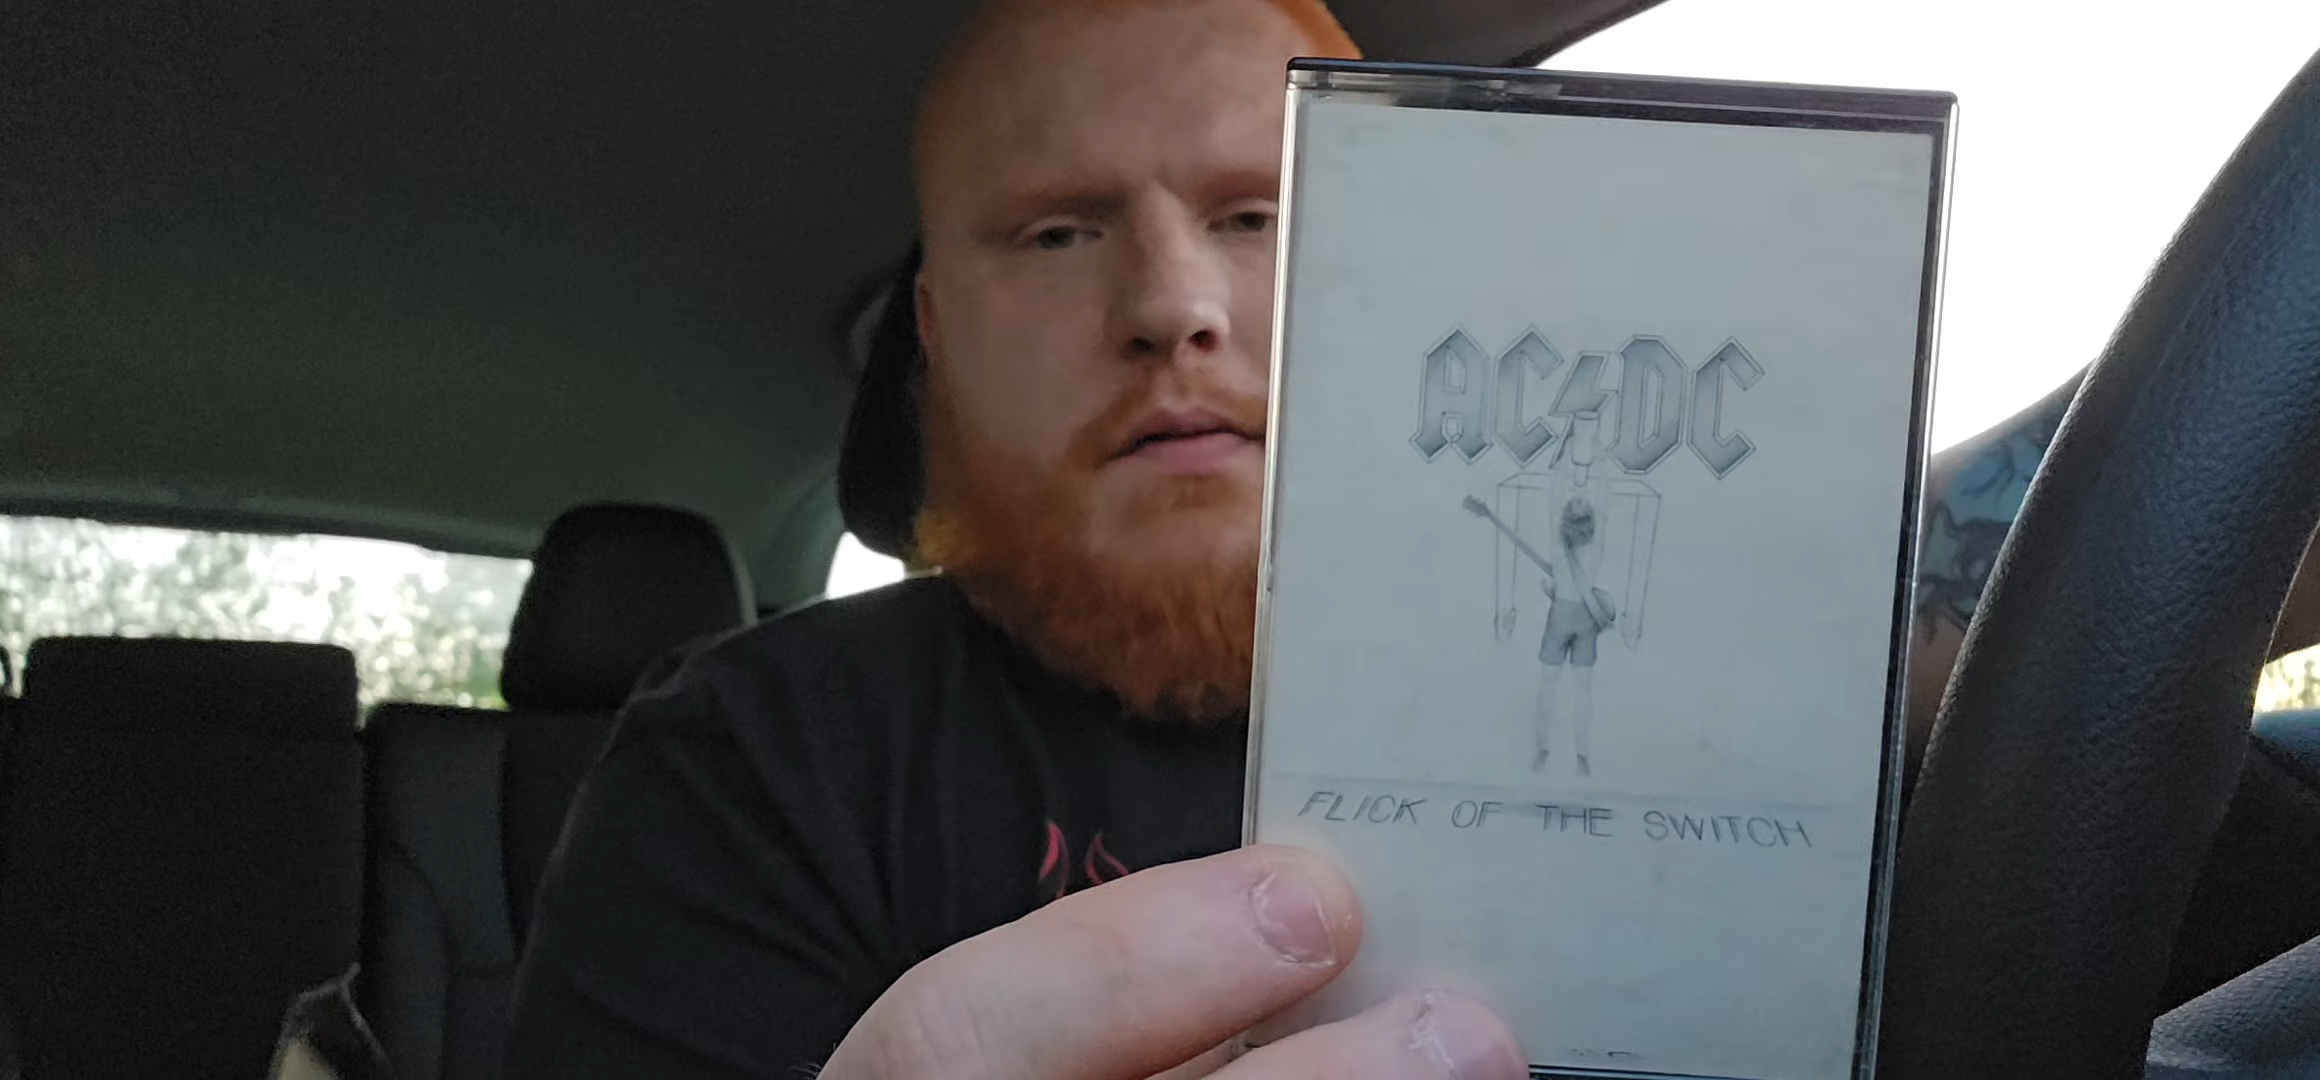 AC⚡DC
FLICK OF THE SWITCH